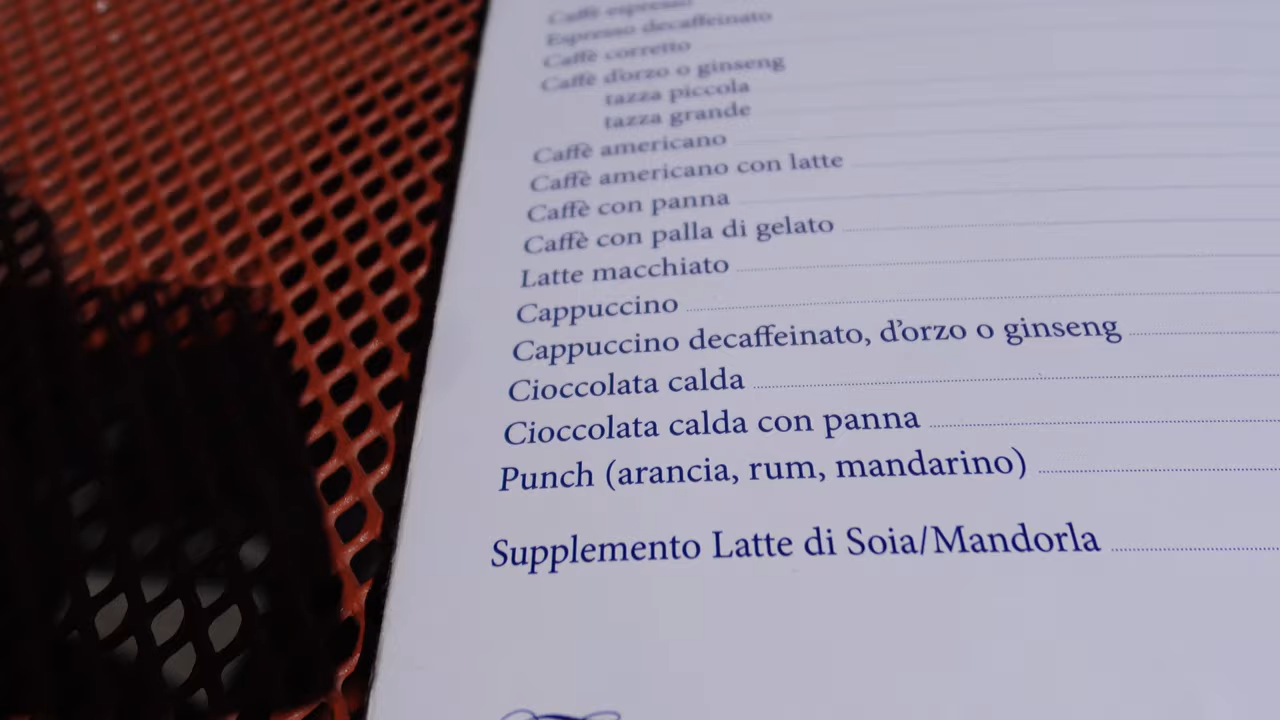 Caffè espresso
Espresso decaffeinato
Caffè corretto
Caffè d'orzo o ginseng
tazza piccola
tazza grande
Caffè americano
Caffè americano con latte
Caffè con panna
Caffè con palla di gelato
Latte macchiato
Cappuccino
Cappuccino decaffeinato, d'orzo o ginseng
Cioccolata calda
Cioccolata calda con panna
Punch (arancia, rum, mandarino)
Supplemento Latte di Soia/Mandorla